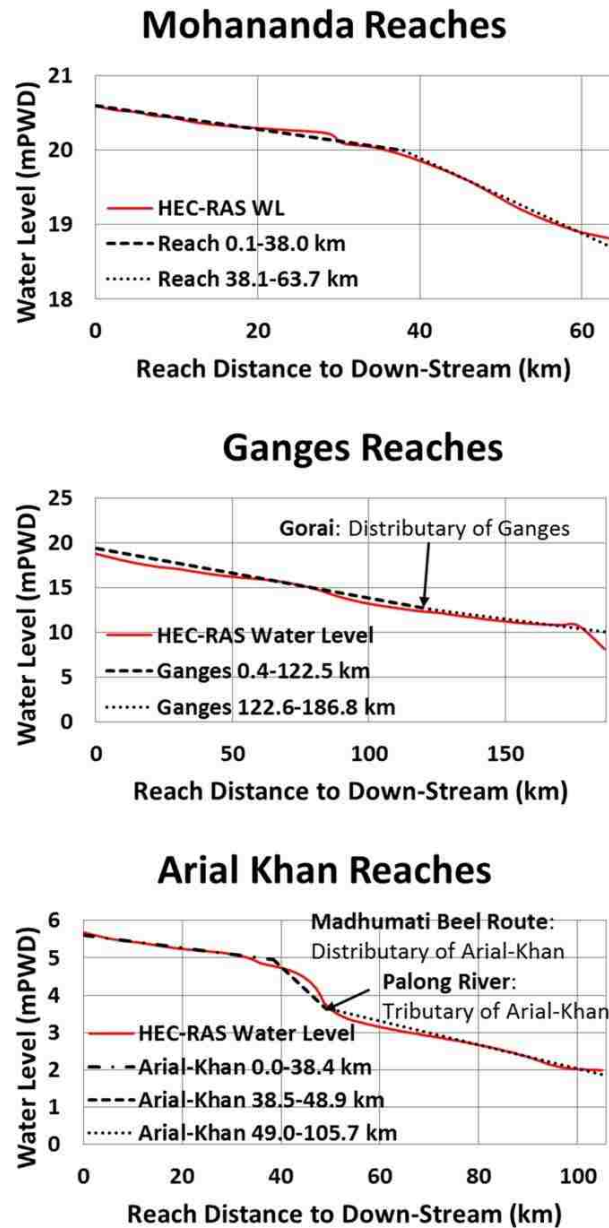 Mohananda Reaches
Water Level (mPWD)
21
20
19
18
HEC-RAS WL
Reach 0.1-38.0 km
Reach 38.1-63.7 km
0 20 40 60
Reach Distance to Down-Stream (km)
Ganges Reaches
Water Level (mPWD)
25
20
15
10
5
0
Gorai: Distributary of Ganges
HEC-RAS Water Level
Ganges 0.4-122.5 km
Ganges 122.6-186.8 km
0 50 100 150
Reach Distance to Down-Stream (km)
Arial Khan Reaches
Water Level (mPWD)
6
5
4
3
2
1
0
Madhumati Beel Route:
Distributary of Arial-Khan
Palong River:
Tributary of Arial-Khan
HEC-RAS Water Level
Arial-Khan 0.0-38.4 km
Arial-Khan 38.5-48.9 km
Arial-Khan 49.0-105.7 km
0 20 40 60 80 100
Reach Distance to Down-Stream (km)